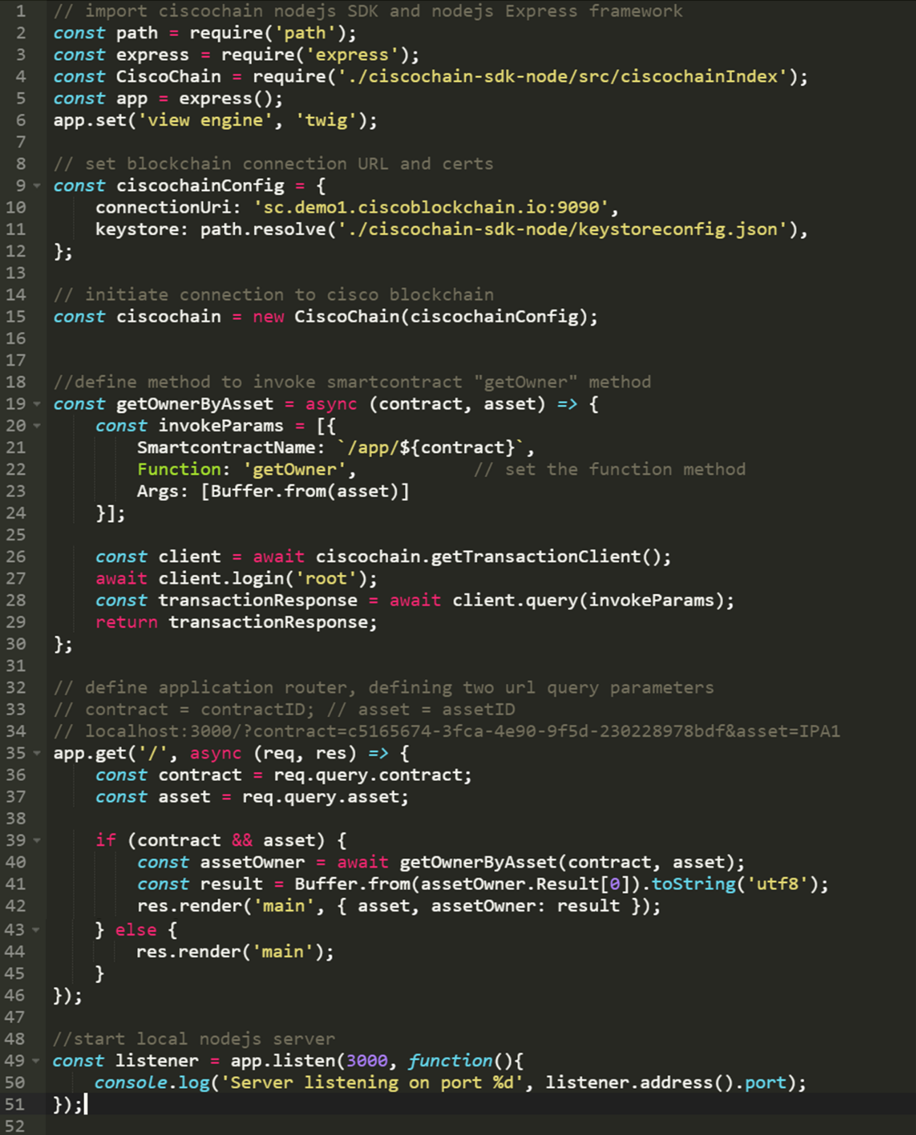 1 // import ciscochain nodejs SDK and nodejs Express framework
2 const path = require('path');
3 const express = require('express');
4 const CiscoChain = require('./ciscochain-sdk-node/src/ciscochainIndex');
5 const app = express();
6 app.set('view engine', 'twig');
7
8 // set blockchain connection URL and certs
9 const ciscochainConfig = {
10     connectionUri: 'sc.demo1.ciscoblockchain.io:9090',
11     keystore: path.resolve('./ciscochain-sdk-node/keystoreconfig.json'),
12 };
13
14 // initiate connection to cisco blockchain
15 const ciscochain = new CiscoChain(ciscochainConfig);
16
17
18 //define method to invoke smartcontract "getOwner" method
19 const getOwnerByAsset = async (contract, asset) => {
20     const invokeParams = [{
21         SmartcontractName: `/app/${contract}`,
22         Function: 'getOwner',           // set the function method
23         Args: [Buffer.from(asset)]
24     }];
25
26     const client = await ciscochain.getTransactionClient();
27     await client.login('root');
28     const transactionResponse = await client.query(invokeParams);
29     return transactionResponse;
30 };
31
32 // define application router, defining two url query parameters
33 // contract = contractID; // asset = assetID
34 // localhost:3000/?contract=c5165674-3fca-4e90-9f5d-230228978bdf&asset=IPA1
35 app.get('/', async (req, res) => {
36     const contract = req.query.contract;
37     const asset = req.query.asset;
38
39     if (contract && asset) {
40         const assetOwner = await getOwnerByAsset(contract, asset);
41         const result = Buffer.from(assetOwner.Result[0]).toString('utf8');
42         res.render('main', { asset, assetOwner: result });
43     } else {
44         res.render('main');
45     }
46 });
47
48 //start local nodejs server
49 const listener = app.listen(3000, function(){
50     console.log('Server listening on port %d', listener.address().port);
51 });
52